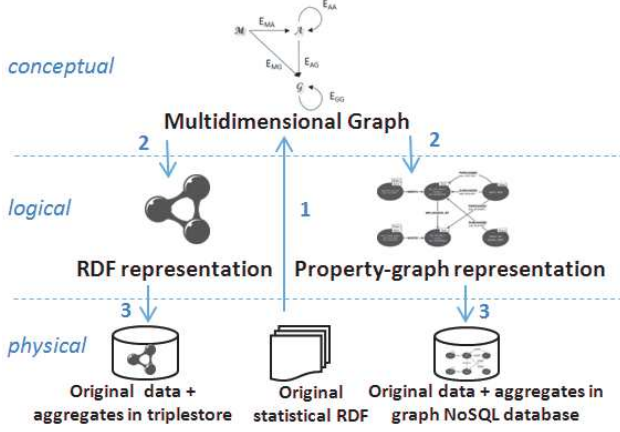 E_AA
ℳ E_MA 𝒜
conceptual
E_MG E_AG
𝒢
E_GG
Multidimensional Graph
2 2
logical
1
RDF representation Property-graph representation
3 3
physical
Original data + aggregates in triplestore
Original statistical RDF
Original data + aggregates in graph NoSQL database